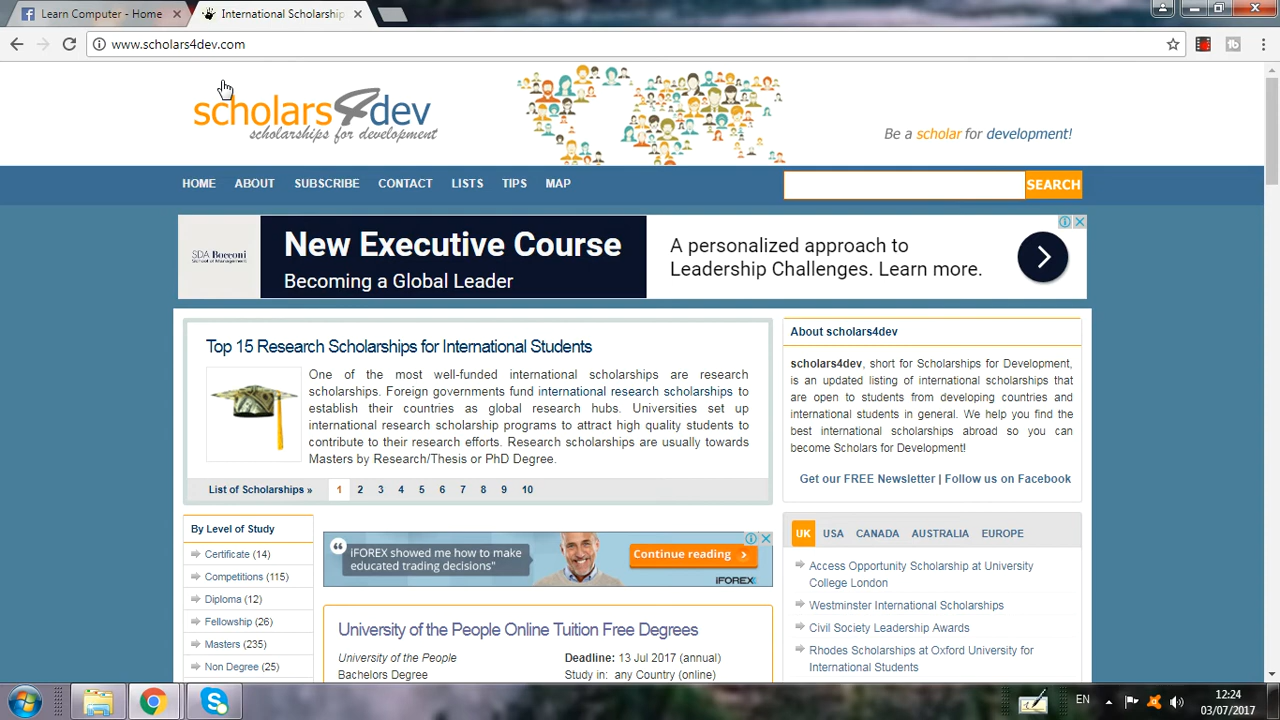 Learn Computer - Home
International Scholarship
www.scholars4dev.com
scholars4dev
scholarships for development
Be a scholar for development!
HOME ABOUT SUBSCRIBE CONTACT LISTS TIPS MAP
SEARCH
SDA Bocconi
School of Management
New Executive Course
Becoming a Global Leader
A personalized approach to
Leadership Challenges. Learn more.
Top 15 Research Scholarships for International Students
One of the most well-funded international scholarships are research
scholarships. Foreign governments fund international research scholarships to
establish their countries as global research hubs. Universities set up
international research scholarship programs to attract high quality students to
contribute to their research efforts. Research scholarships are usually towards
Masters by Research/Thesis or PhD Degree.
List of Scholarships » 1 2 3 4 5 6 7 8 9 10
About scholars4dev
scholars4dev, short for Scholarships for Development,
is an updated listing of international scholarships that
are open to students from developing countries and
international students in general. We help you find the
best international scholarships abroad so you can
become Scholars for Development!
Get our FREE Newsletter | Follow us on Facebook
By Level of Study
Certificate (14)
Competitions (115)
Diploma (12)
Fellowship (26)
Masters (235)
Non Degree (25)
iFOREX showed me how to make
educated trading decisions"
Continue reading
iFOREX
University of the People Online Tuition Free Degrees
University of the People
Bachelors Degree
Deadline: 13 Jul 2017 (annual)
Study in: any Country (online)
UK USA CANADA AUSTRALIA EUROPE
Access Opportunity Scholarship at University
College London
Westminster International Scholarships
Civil Society Leadership Awards
Rhodes Scholarships at Oxford University for
International Students
EN
12:24
03/07/2017